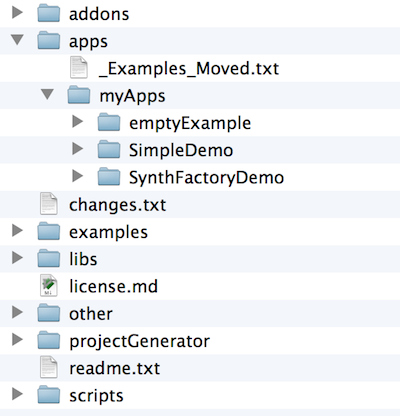 addons
apps
_Examples_Moved.txt
myApps
emptyExample
SimpleDemo
SynthFactoryDemo
changes.txt
examples
libs
license.md
other
projectGenerator
readme.txt
scripts